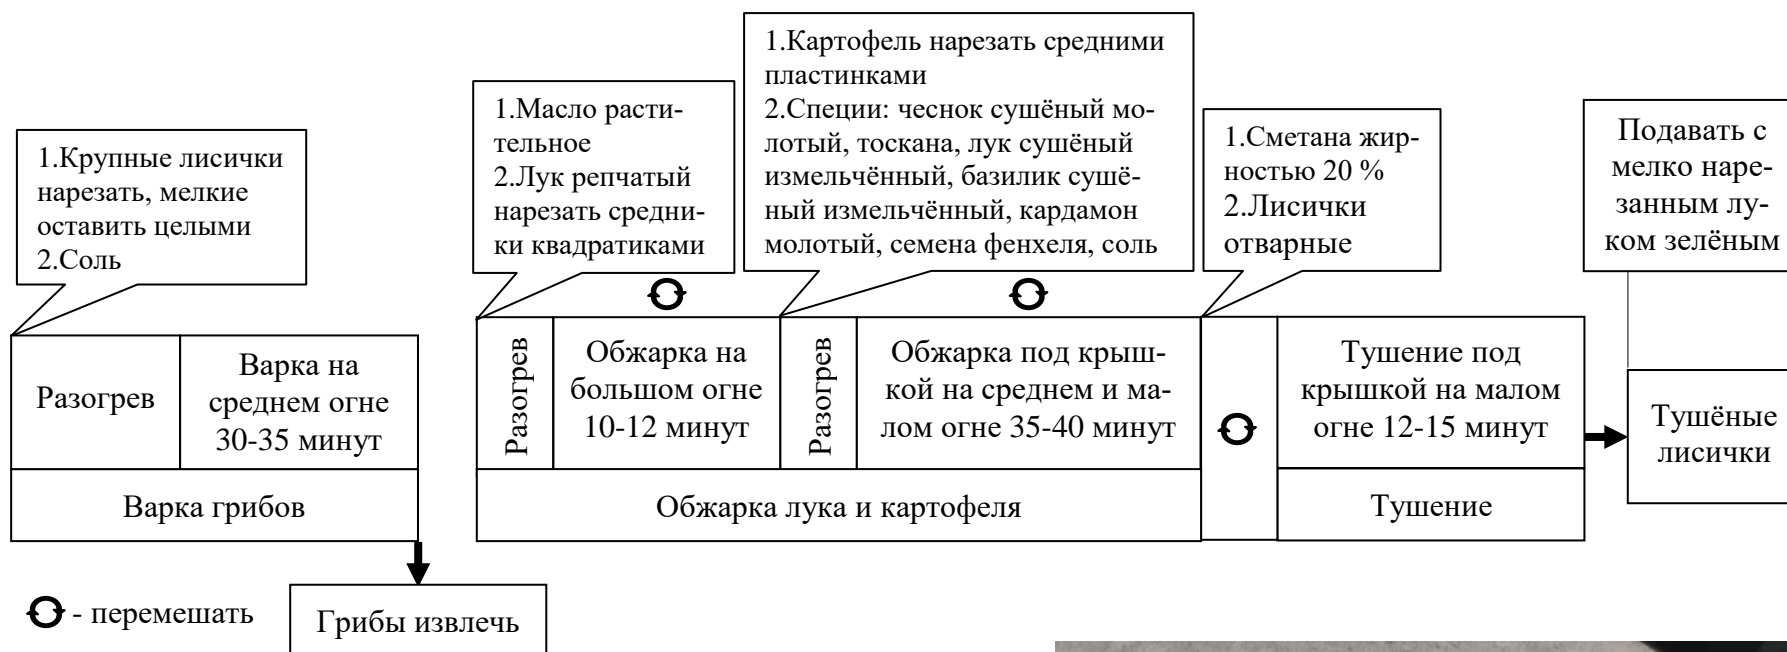 1.Крупные лисички
нарезать, мелкие
оставить целыми
2.Соль
1.Масло расти-
тельное
2.Лук репчатый
нарезать средни-
ки квадратиками
1.Картофель нарезать средними
пластинками
2.Специи: чеснок сушёный мо-
лотый, тоскана, лук сушёный
измельчённый, базилик сушё-
ный измельчённый, кардамон
молотый, семена фенхеля, соль
1.Сметана жир-
ностью 20 %
2.Лисички
отварные
Подавать с
мелко наре-
занным лу-
ком зелёным
Разогрев
Варка на
среднем огне
30-35 минут
Варка грибов
Разогрев
Обжарка на
большом огне
10-12 минут
Разогрев
Обжарка под крыш-
кой на среднем и ма-
лом огне 35-40 минут
Обжарка лука и картофеля
Тушение под
крышкой на малом
огне 12-15 минут
Тушение
Тушёные
лисички
- перемешать
Грибы извлечь